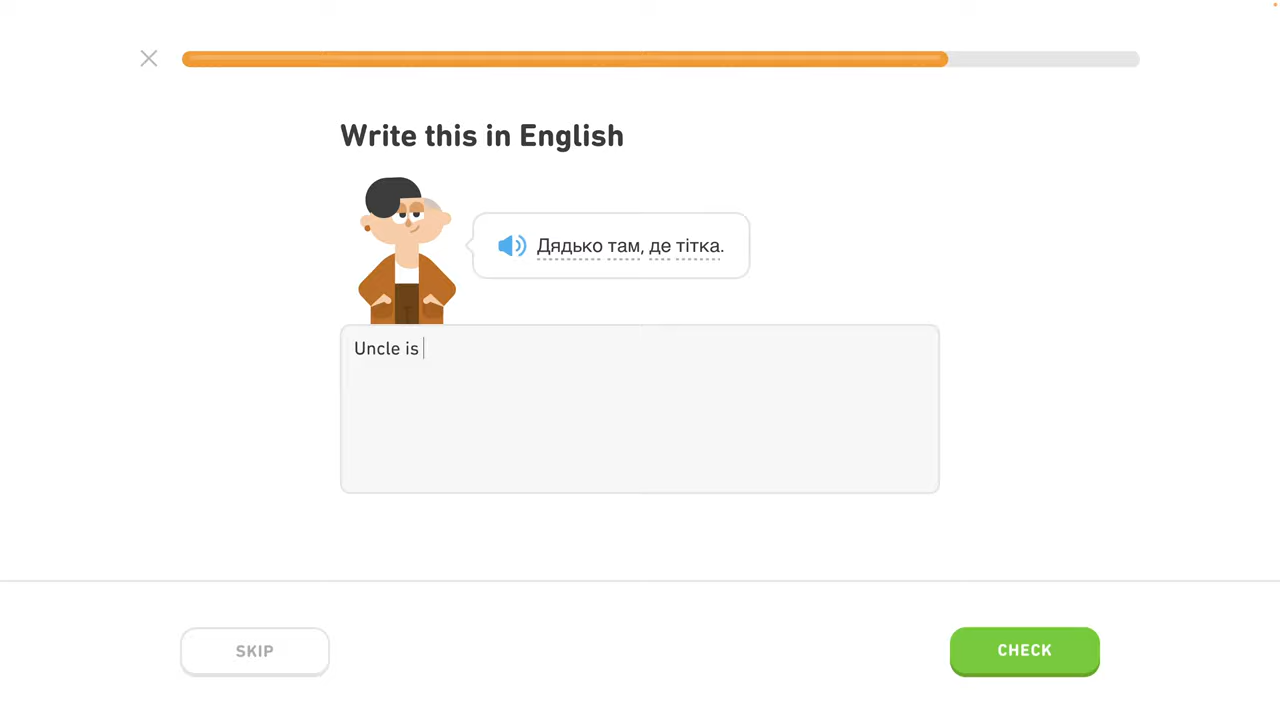 Write this in English
Дядько там, де тітка.
Uncle is
SKIP
CHECK